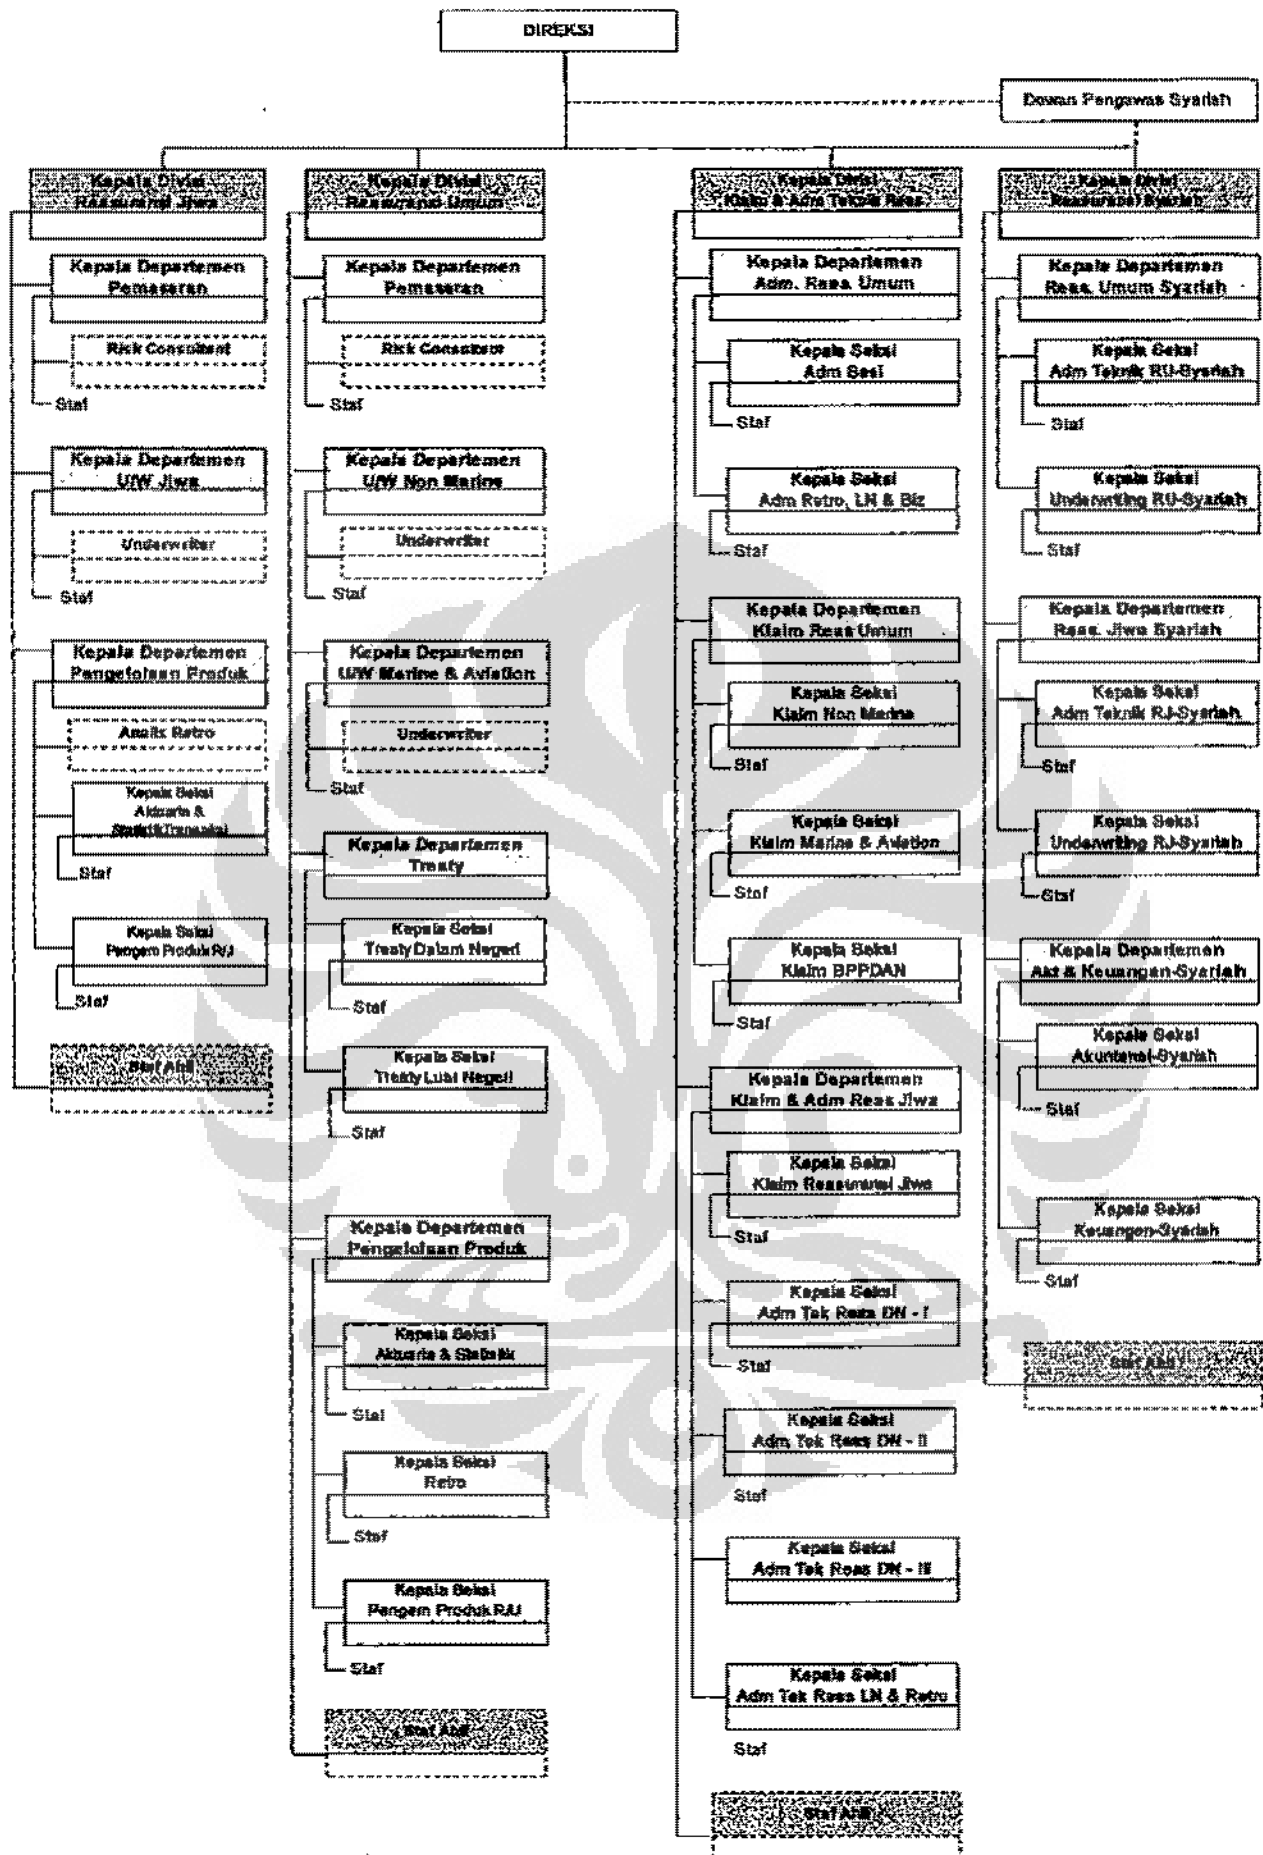 DIREKSI
Dewan Pengawas Syariah
Kepala Divisi
Reasuransi Jiwa
Kepala Departemen
Pemasaran
Risk Consultant
Staf
Kepala Departemen
U/W Jiwa
Underwriter
Staf
Kepala Departemen
Pengelolaan Produk
Analis Retro
Kepala Seksi
Aktuaria &
Statistik
Staf
Kepala Seksi
Pengem Produk R/J
Staf
Staf Ahli
Kepala Divisi
Reasuransi Umum
Kepala Departemen
Pemasaran
Risk Consultant
Staf
Kepala Departemen
U/W Non Marine
Underwriter
Staf
Kepala Departemen
U/W Marine & Aviation
Underwriter
Staf
Kepala Departemen
Treaty
Kepala Seksi
Treaty Dalam Negeri
Staf
Kepala Seksi
Treaty Luar Negeri
Staf
Kepala Departemen
Pengelolaan Produk
Kepala Seksi
Aktuaria & Statistik
Staf
Kepala Seksi
Retro
Staf
Kepala Seksi
Pengem Produk R/U
Staf
Staf Ahli
Kepala Divisi
Klaim & Adm Teknik Reas
Kepala Departemen
Adm. Reas. Umum
Kepala Seksi
Adm Sesi
Staf
Kepala Seksi
Adm Retro, LN & Biz
Staf
Kepala Departemen
Klaim Reas Umum
Kepala Seksi
Klaim Non Marine
Staf
Kepala Seksi
Klaim Marine & Aviation
Staf
Kepala Seksi
Klaim BPPDAN
Staf
Kepala Departemen
Klaim & Adm Reas Jiwa
Kepala Seksi
Klaim Reasuransi Jiwa
Staf
Kepala Seksi
Adm Tek Reas DN - I
Staf
Kepala Seksi
Adm Tek Reas DN - II
Staf
Kepala Seksi
Adm Tek Reas DN - III
Kepala Seksi
Adm Tek Reas LN & Retro
Staf
Staf Ahli
Kepala Divisi
Reasuransi Syariah
Kepala Departemen
Reas. Umum Syariah
Kepala Seksi
Adm Teknik RU-Syariah
Staf
Kepala Seksi
Underwriting RU-Syariah
Staf
Kepala Departemen
Reas. Jiwa Syariah
Kepala Seksi
Adm Teknik RJ-Syariah
Staf
Kepala Seksi
Underwriting RJ-Syariah
Staf
Kepala Departemen
Akt & Keuangan-Syariah
Kepala Seksi
Akuntansi-Syariah
Staf
Kepala Seksi
Keuangan-Syariah
Staf
Staf Ahli